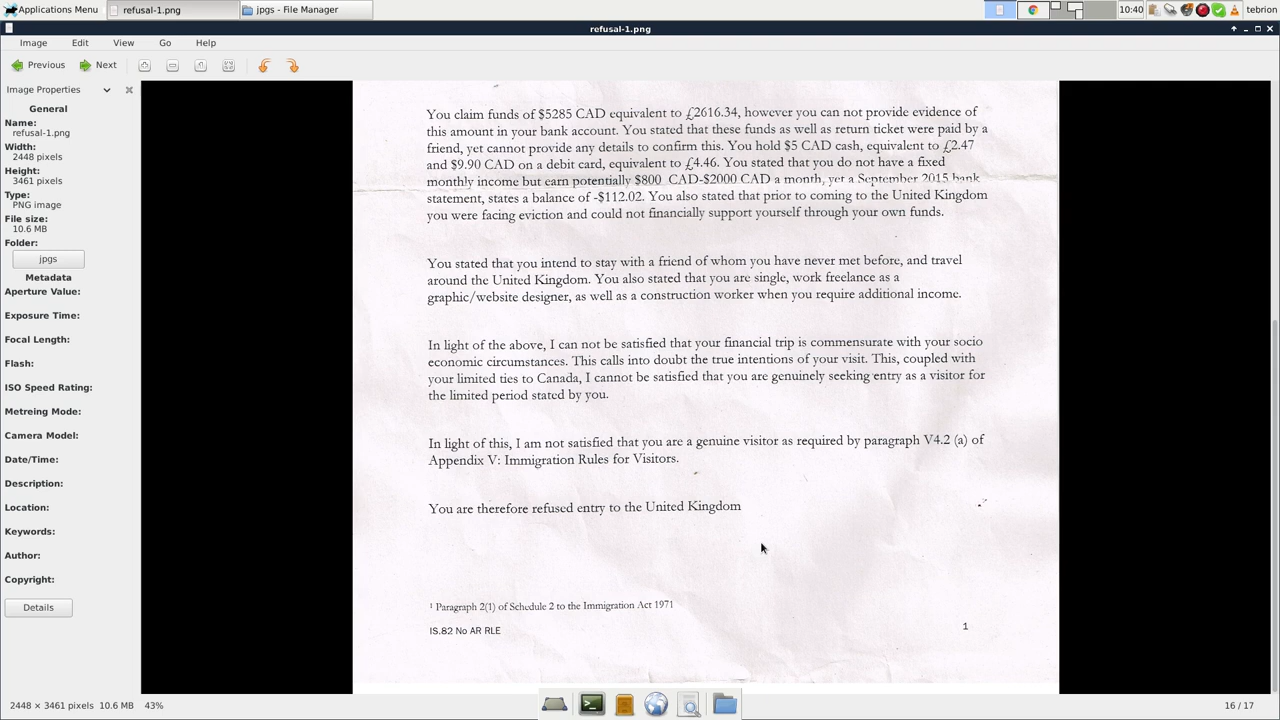 Applications Menu
refusal-1.png
jpgs - File Manager
10:40
tebrion
refusal-1.png
Image
Edit
View
Go
Help
Previous
Next
Image Properties
General
Name:
refusal-1.png
Width:
2448 pixels
Height:
3461 pixels
Type:
PNG image
File size:
10.6 MB
Folder:
jpgs
Metadata
Aperture Value:
Exposure Time:
Focal Length:
Flash:
ISO Speed Rating:
Metreing Mode:
Camera Model:
Date/Time:
Description:
Location:
Keywords:
Author:
Copyright:
Details
You claim funds of $5285 CAD equivalent to £2616.34, however you can not provide evidence of
this amount in your bank account. You stated that these funds as well as return ticket were paid by a
friend, yet cannot provide any details to confirm this. You hold $5 CAD cash, equivalent to £2.47
and $9.90 CAD on a debit card, equivalent to £4.46. You stated that you do not have a fixed
monthly income but earn potentially $800 CAD-$2000 CAD a month, yet a September 2015 bank
statement, states a balance of -$112.02. You also stated that prior to coming to the United Kingdom
you were facing eviction and could not financially support yourself through your own funds.
You stated that you intend to stay with a friend of whom you have never met before, and travel
around the United Kingdom. You also stated that you are single, work freelance as a
graphic/website designer, as well as a construction worker when you require additional income.
In light of the above, I can not be satisfied that your financial trip is commensurate with your socio
economic circumstances. This calls into doubt the true intentions of your visit. This, coupled with
your limited ties to Canada, I cannot be satisfied that you are genuinely seeking entry as a visitor for
the limited period stated by you.
In light of this, I am not satisfied that you are a genuine visitor as required by paragraph V4.2 (a) of
Appendix V: Immigration Rules for Visitors.
You are therefore refused entry to the United Kingdom
1 Paragraph 2(1) of Schedule 2 to the Immigration Act 1971
IS.82 No AR RLE
1
2448 × 3461 pixels 10.6 MB 43%
16 / 17